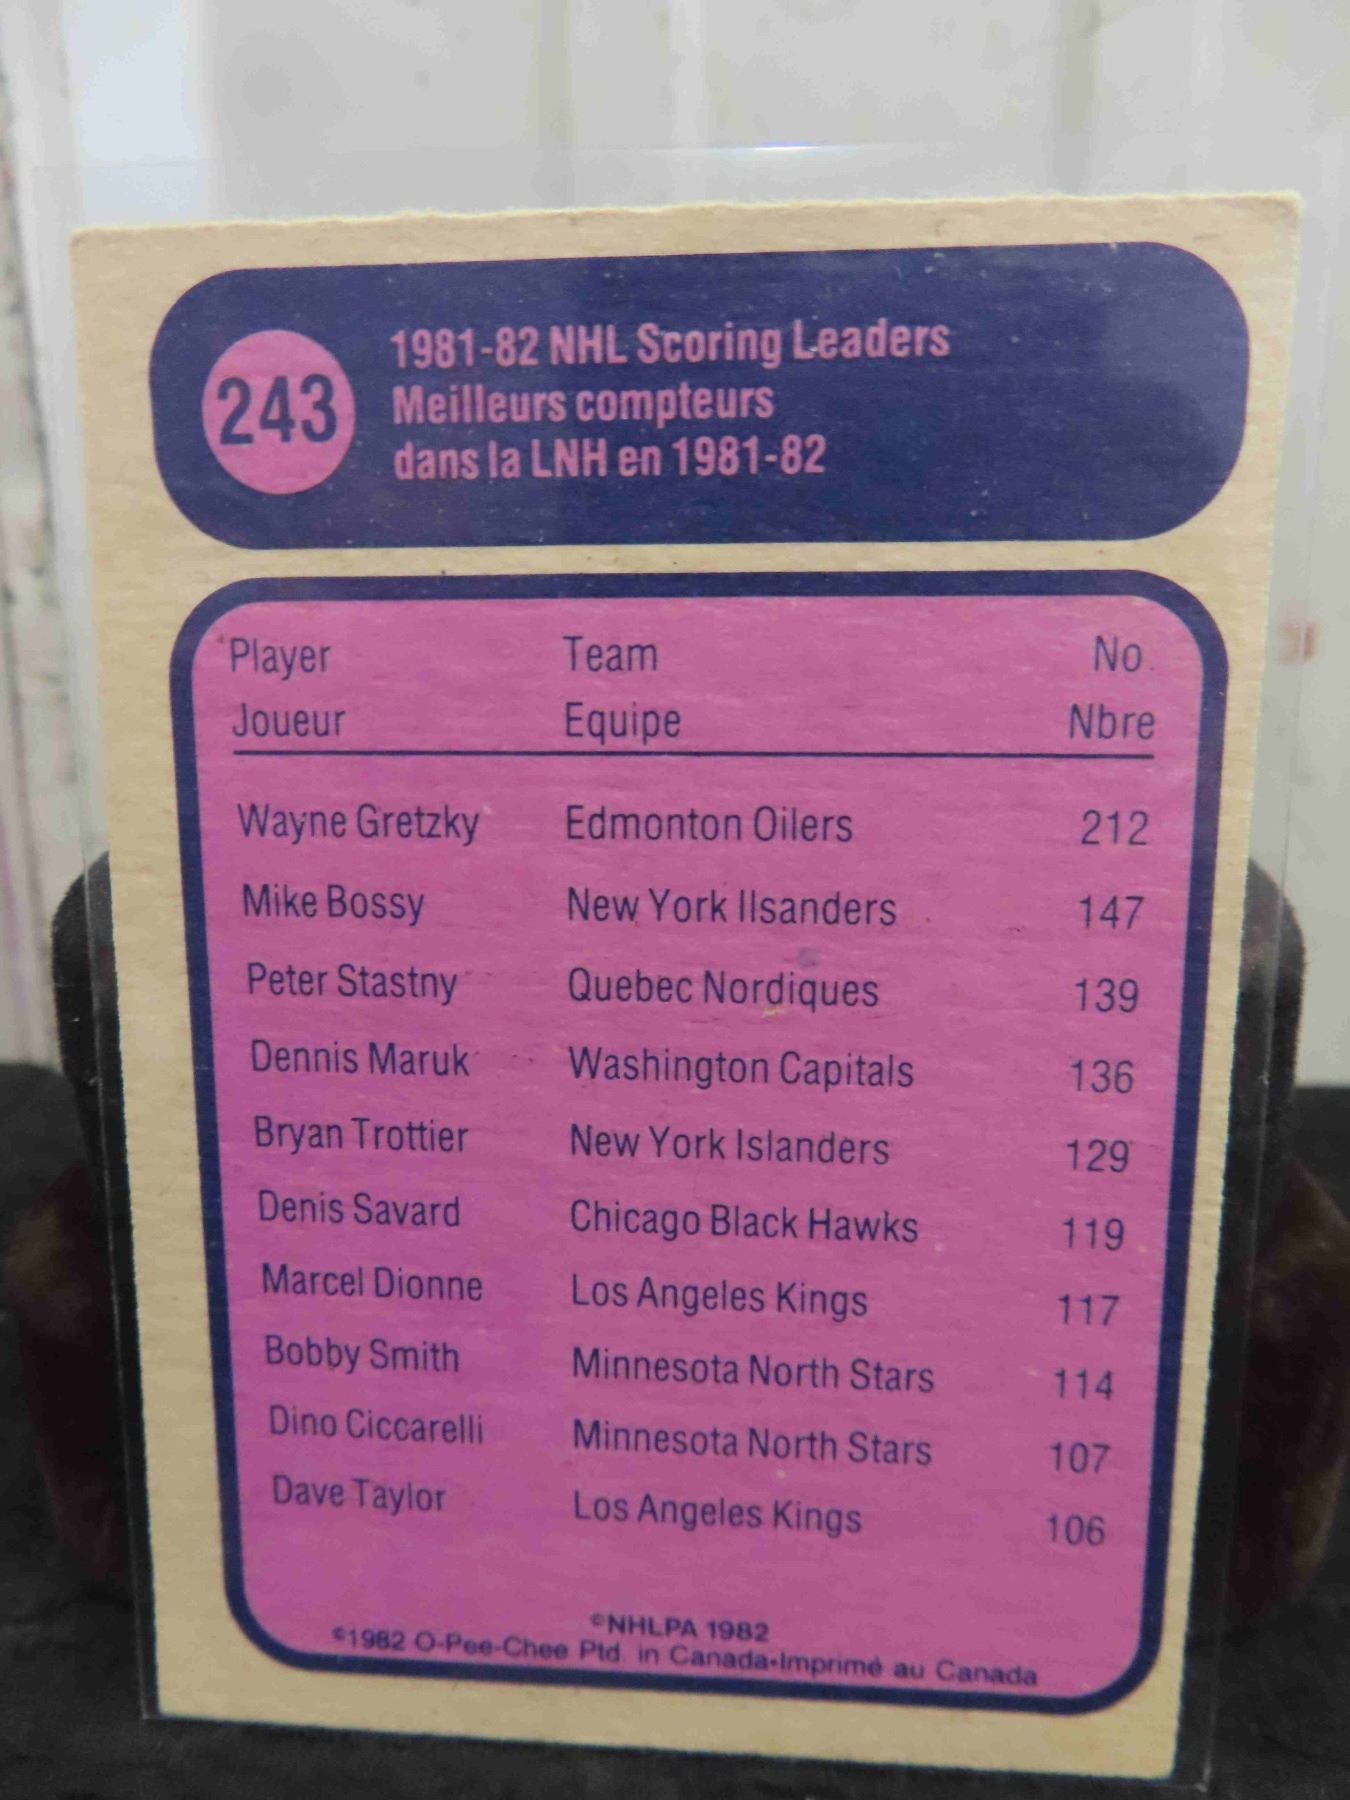 243
1981-82 NHL Scoring Leaders
Meilleurs compteurs
dans la LNH en 1981-82
Player Team No.
Joueur Equipe Nbre
Wayne Gretzky Edmonton Oilers 212
Mike Bossy New York Ilsanders 147
Peter Stastny Quebec Nordiques 139
Dennis Maruk Washington Capitals 136
Bryan Trottier New York Islanders 129
Denis Savard Chicago Black Hawks 119
Marcel Dionne Los Angeles Kings 117
Bobby Smith Minnesota North Stars 114
Dino Ciccarelli Minnesota North Stars 107
Dave Taylor Los Angeles Kings 106
©NHLPA 1982
©1982 O-Pee-Chee Ptd. in Canada•Imprimé au Canada